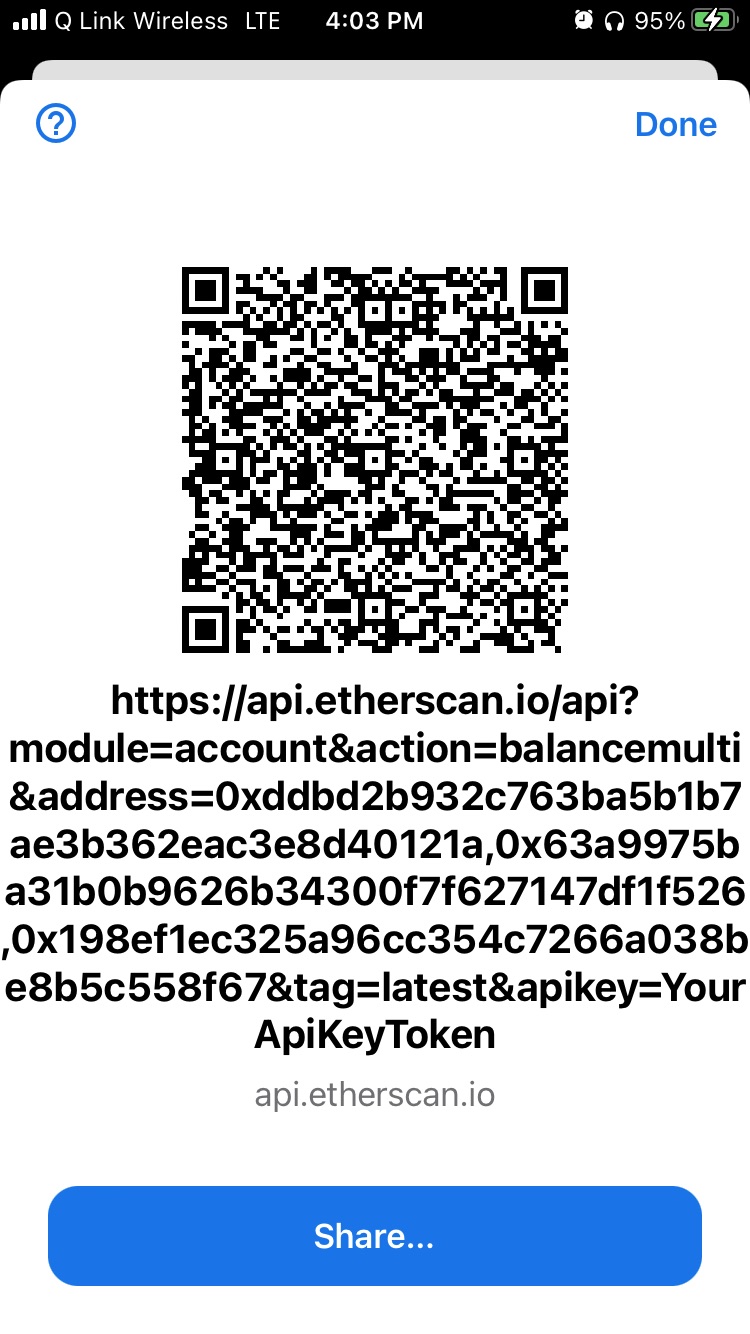 Q Link Wireless LTE 4:03 PM 95%
Done
https://api.etherscan.io/api?
module=account&action=balancemulti
&address=0xddbd2b932c763ba5b1b7
ae3b362eac3e8d40121a,0x63a9975b
a31b0b9626b34300f7f627147df1f526
,0x198ef1ec325a96cc354c7266a038b
e8b5c558f67&tag=latest&apikey=Your
ApiKeyToken
api.etherscan.io
Share...